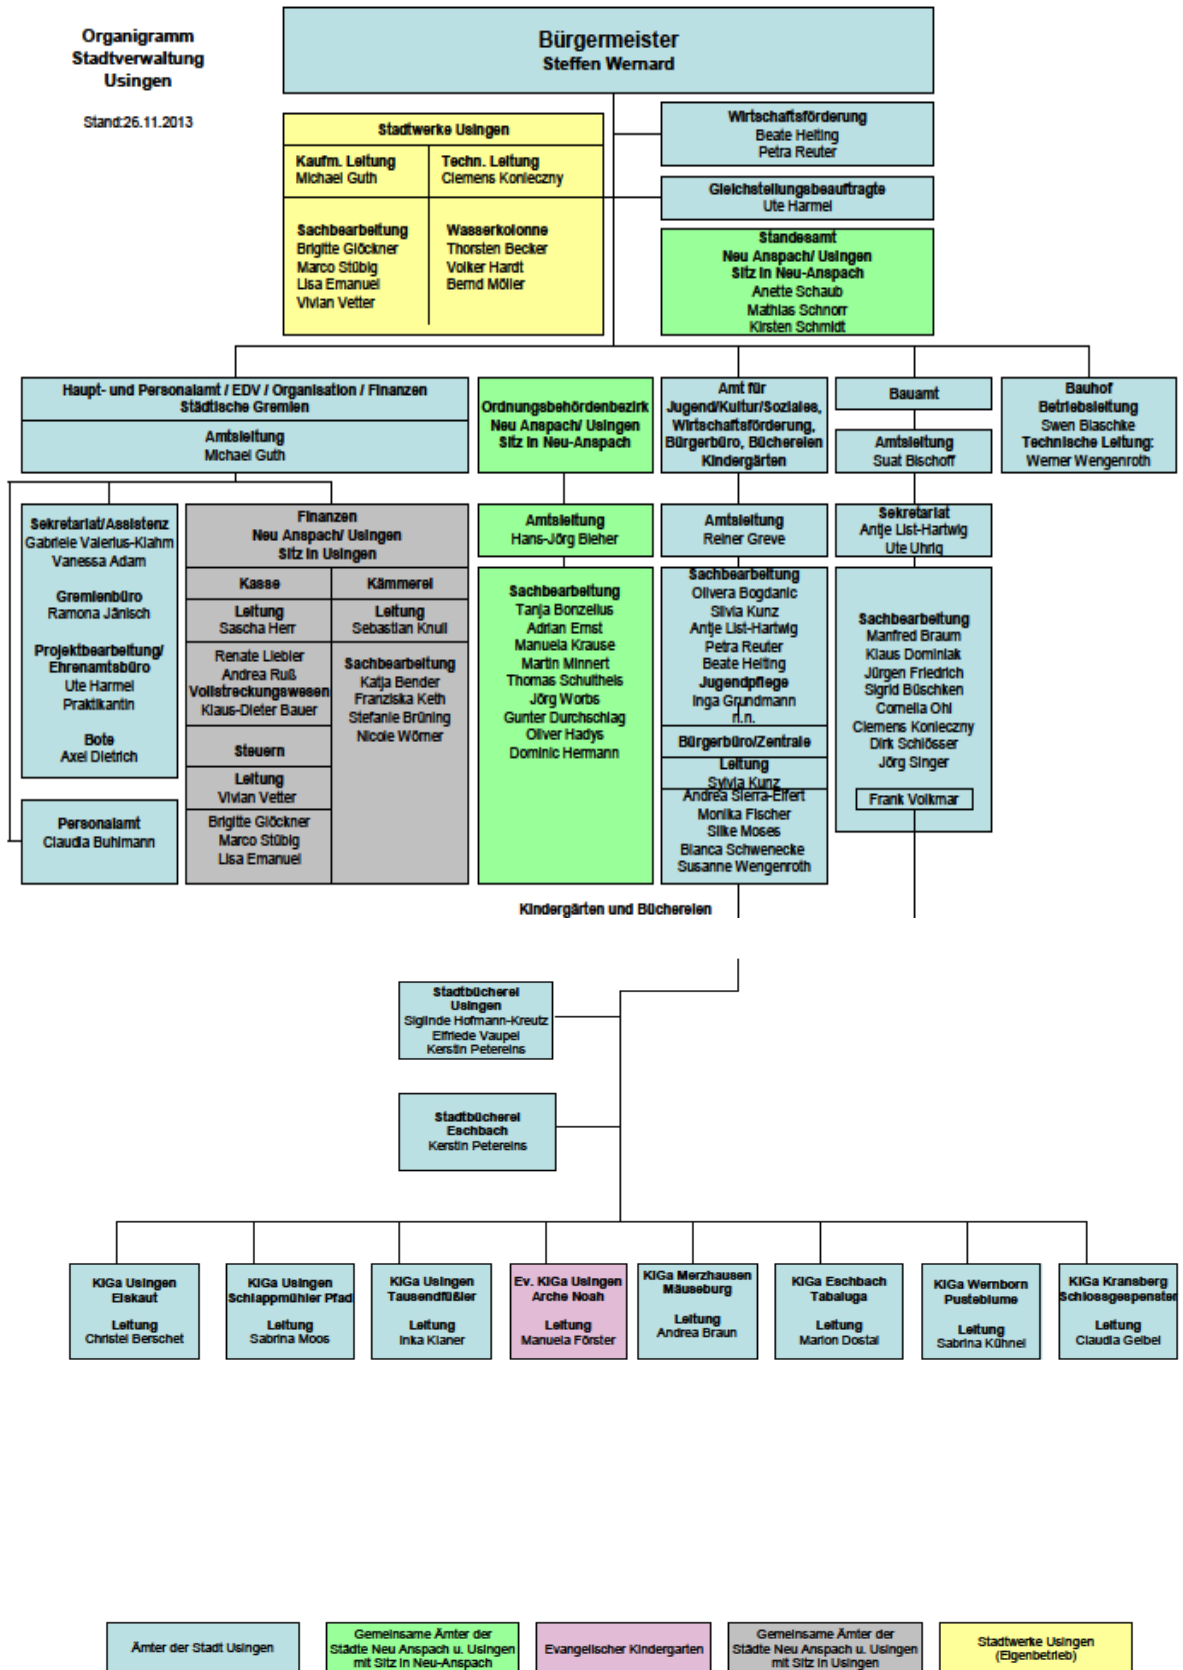 Organigramm
Stadtverwaltung
Usingen
Stand:26.11.2013
Bürgermeister
Steffen Wernard
Stadtwerke Usingen
Kaufm. Leitung
Michael Guth
Techn. Leitung
Clemens Konieczny
Sachbearbeitung
Brigitte Glöckner
Marco Stübig
Lisa Emanuel
Vivian Vetter
Wasserkolonne
Thorsten Becker
Volker Hardt
Bernd Möller
Wirtschaftsförderung
Beate Helting
Petra Reuter
Gleichstellungsbeauftragte
Ute Harmel
Standesamt
Neu Anspach/ Usingen
Sitz in Neu-Anspach
Anette Schaub
Mathias Schnorr
Kirsten Schmidt
Haupt- und Personalamt / EDV / Organisation / Finanzen
Städtische Gremien
Amtsleitung
Michael Guth
Ordnungsbehördenbezirk
Neu Anspach/ Usingen
Sitz in Neu-Anspach
Amt für
Jugend/Kultur/Soziales,
Wirtschaftsförderung,
Bürgerbüro, Büchereien
Kindergärten
Bauamt
Amtsleitung
Suat Bischoff
Bauhof
Betriebsleitung
Swen Blaschke
Technische Leitung:
Werner Wengenroth
Sekretariat/Assistenz
Gabriele Valerius-Klahm
Vanessa Adam
Gremienbüro
Ramona Jänisch
Projektbearbeitung/
Ehrenamtsbüro
Ute Harmel
Praktikantin
Bote
Axel Dietrich
Personalamt
Claudia Buhlmann
Finanzen
Neu Anspach/ Usingen
Sitz in Usingen
Kasse
Leitung
Sascha Herr
Renate Liebler
Andrea Ruß
Vollstreckungswesen
Klaus-Dieter Bauer
Steuern
Leitung
Vivian Vetter
Brigitte Glöckner
Marco Stübig
Lisa Emanuel
Kämmerei
Leitung
Sebastian Knull
Sachbearbeitung
Katja Bender
Franziska Keth
Stefanie Brüning
Nicole Wörner
Amtsleitung
Hans-Jörg Bleher
Sachbearbeitung
Tanja Bonzelius
Adrian Ernst
Manuela Krause
Martin Minnert
Thomas Schultheis
Jörg Worbs
Gunter Durchschlag
Oliver Hadys
Dominic Hermann
Amtsleitung
Reiner Greve
Sachbearbeitung
Olivera Bogdanic
Silvia Kunz
Antje List-Hartwig
Petra Reuter
Beate Helting
Jugendpflege
Inga Grundmann
n.n.
Bürgerbüro/Zentrale
Leitung
Sylvia Kunz
Andrea Sierra-Elfert
Monika Fischer
Silke Moses
Bianca Schwenecke
Susanne Wengenroth
Sekretariat
Antje List-Hartwig
Ute Uhrig
Sachbearbeitung
Manfred Braum
Klaus Dominiak
Jürgen Friedrich
Sigrid Büschken
Cornelia Ohl
Clemens Konieczny
Dirk Schlösser
Jörg Singer
Frank Volkmar
Kindergärten und Büchereien
Stadtbücherei
Usingen
Siglinde Hofmann-Kreutz
Elfriede Vaupel
Kerstin Petereins
Stadtbücherei
Eschbach
Kerstin Petereins
KiGa Usingen
Eiskaut
Leitung
Christel Berschet
KiGa Usingen
Schlappmühler Pfad
Leitung
Sabrina Moos
KiGa Usingen
Tausendfüßler
Leitung
Inka Klaner
Ev. KiGa Usingen
Arche Noah
Leitung
Manuela Förster
KiGa Merzhausen
Mäuseburg
Leitung
Andrea Braun
KiGa Eschbach
Tabaluga
Leitung
Marion Dostal
KiGa Wernborn
Pusteblume
Leitung
Sabrina Kühnel
KiGa Kransberg
Schlossgespenster
Leitung
Claudia Geibel
Ämter der Stadt Usingen
Gemeinsame Ämter der
Städte Neu Anspach u. Usingen
mit Sitz in Neu-Anspach
Evangelischer Kindergarten
Gemeinsame Ämter der
Städte Neu Anspach u. Usingen
mit Sitz in Usingen
Stadtwerke Usingen
(Eigenbetrieb)